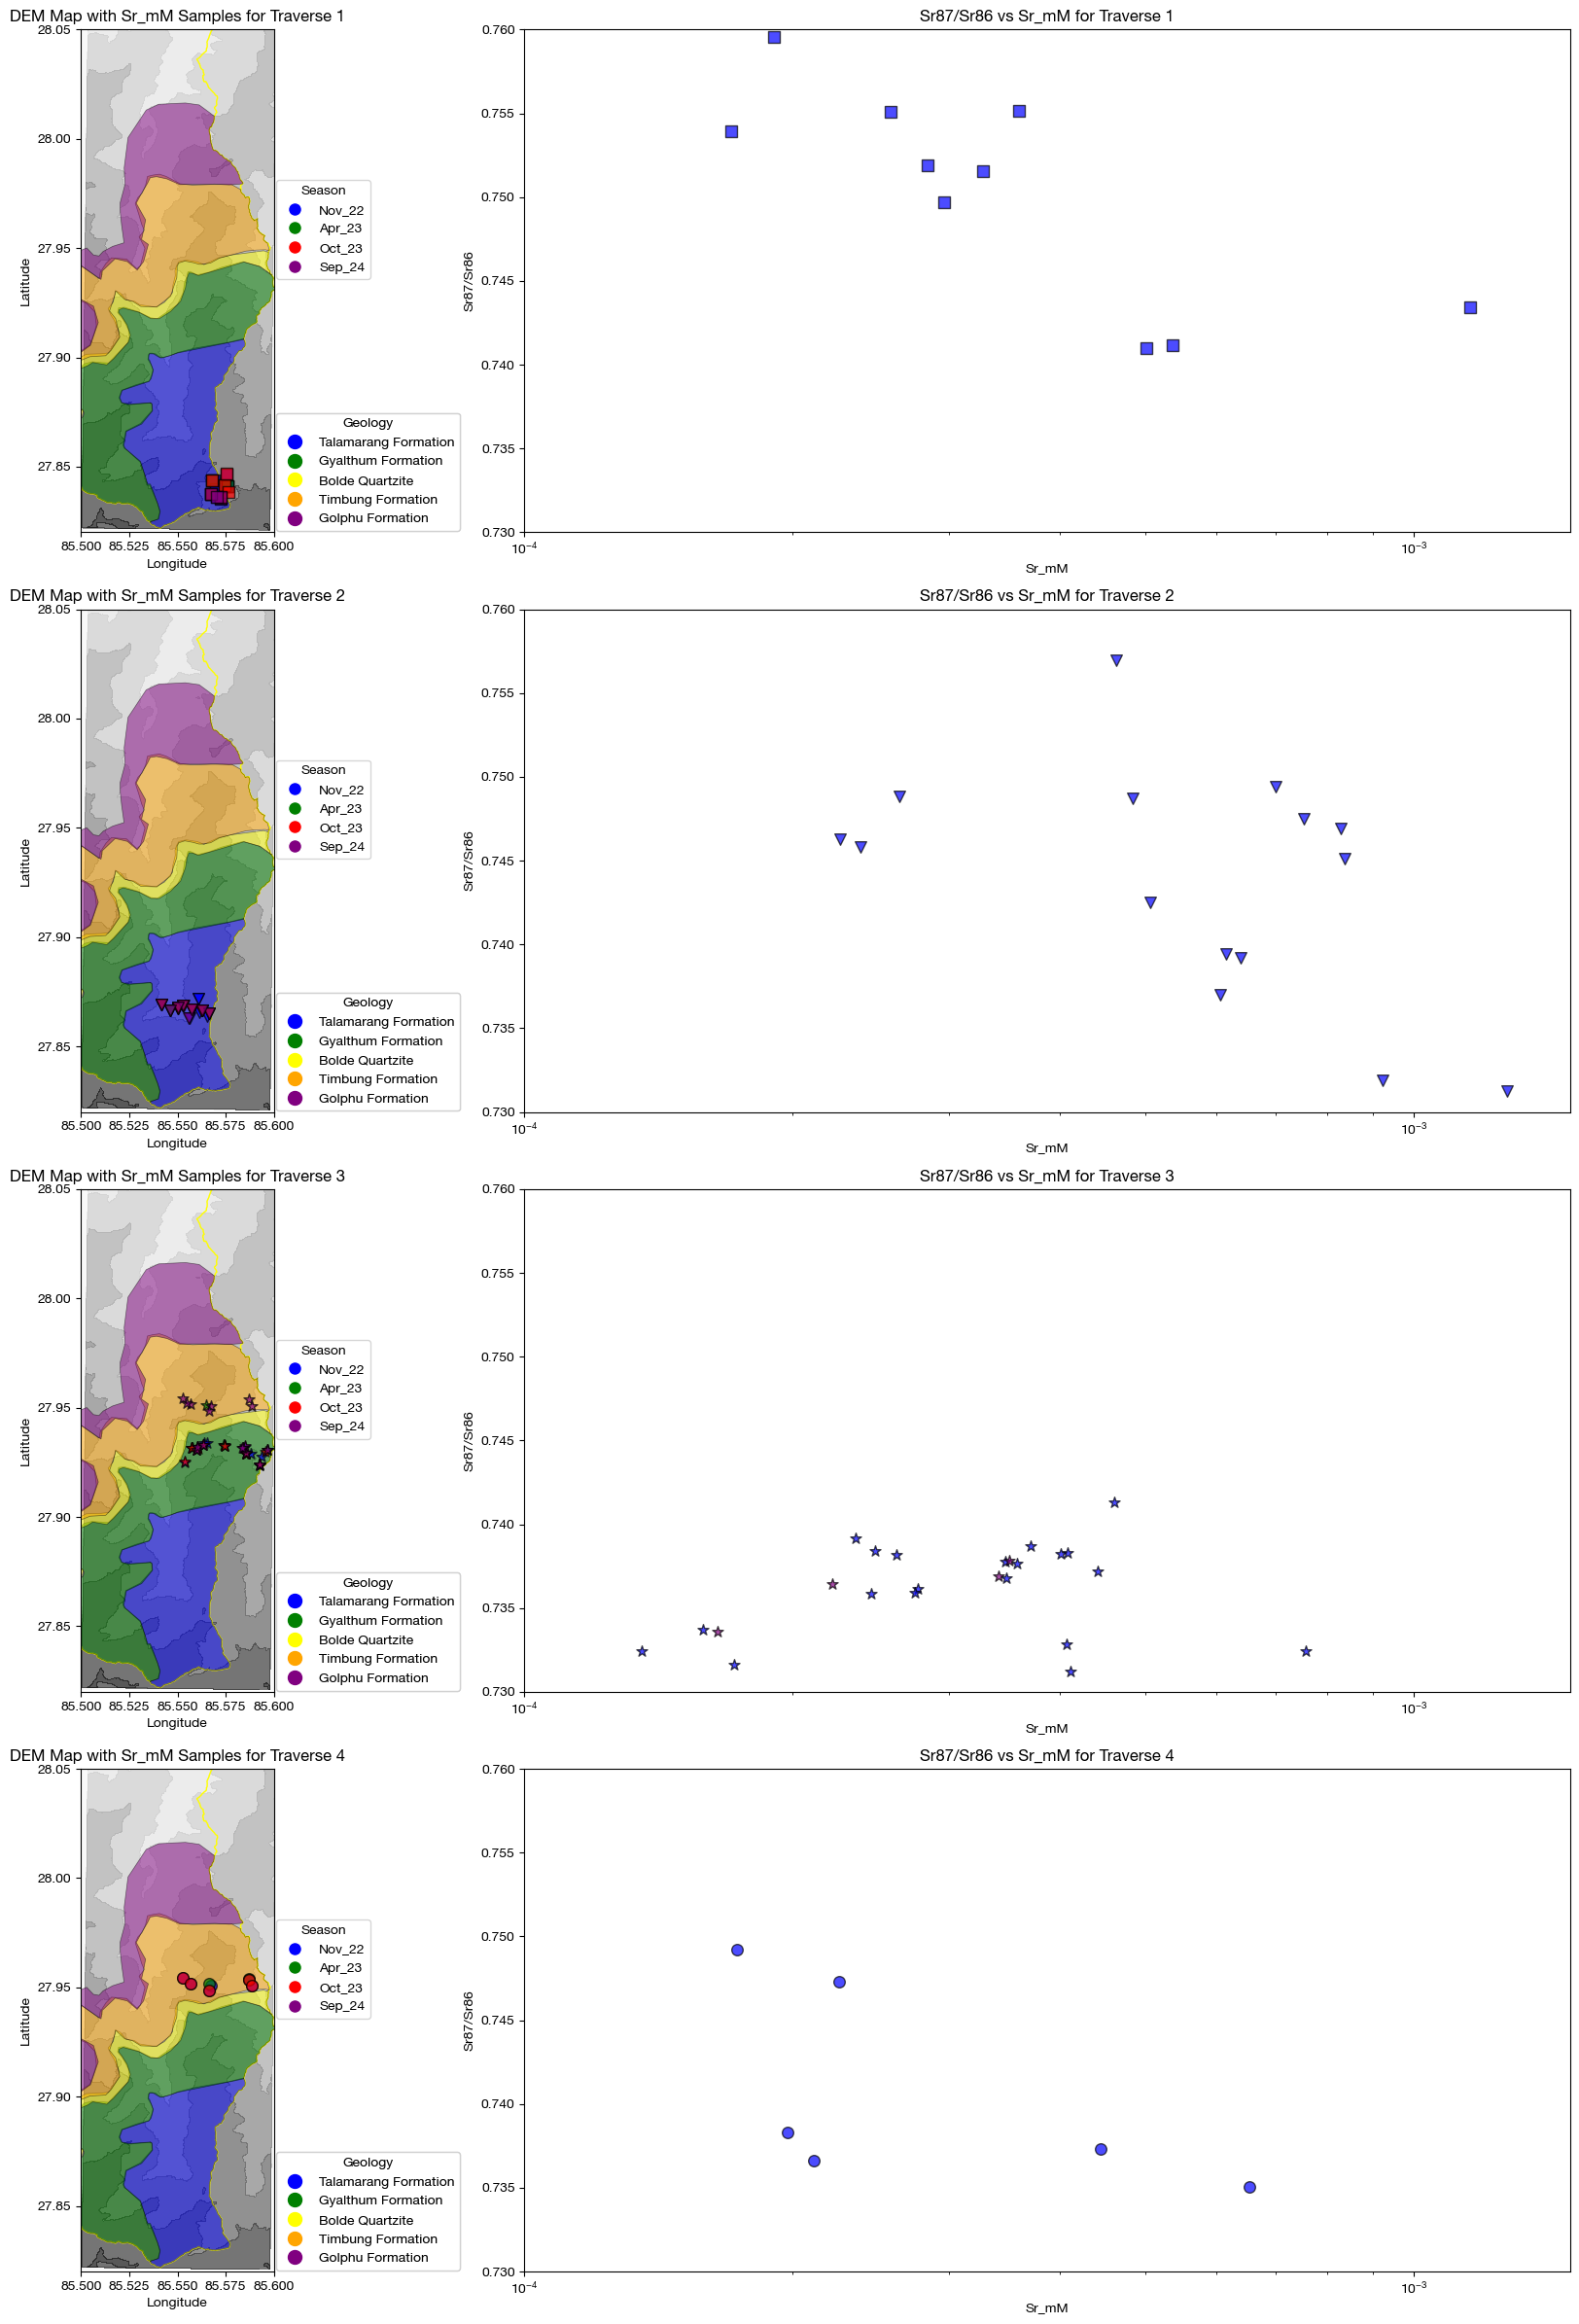 DEM Map with Sr_mM Samples for Traverse 1
28.05
28.00
27.95
27.90
27.85
Latitude
85.500 85.525 85.550 85.575 85.600
Longitude
Season
Nov_22
Apr_23
Oct_23
Sep_24
Geology
Talamarang Formation
Gyalthum Formation
Bolde Quartzite
Timbung Formation
Golphu Formation
Sr87/Sr86 vs Sr_mM for Traverse 1
0.760
0.755
0.750
0.745
0.740
0.735
0.730
Sr87/Sr86
10⁻⁴ 10⁻³
Sr_mM
DEM Map with Sr_mM Samples for Traverse 2
28.05
28.00
27.95
27.90
27.85
Latitude
85.500 85.525 85.550 85.575 85.600
Longitude
Season
Nov_22
Apr_23
Oct_23
Sep_24
Geology
Talamarang Formation
Gyalthum Formation
Bolde Quartzite
Timbung Formation
Golphu Formation
Sr87/Sr86 vs Sr_mM for Traverse 2
0.760
0.755
0.750
0.745
0.740
0.735
0.730
Sr87/Sr86
10⁻⁴ 10⁻³
Sr_mM
DEM Map with Sr_mM Samples for Traverse 3
28.05
28.00
27.95
27.90
27.85
Latitude
85.500 85.525 85.550 85.575 85.600
Longitude
Season
Nov_22
Apr_23
Oct_23
Sep_24
Geology
Talamarang Formation
Gyalthum Formation
Bolde Quartzite
Timbung Formation
Golphu Formation
Sr87/Sr86 vs Sr_mM for Traverse 3
0.760
0.755
0.750
0.745
0.740
0.735
0.730
Sr87/Sr86
10⁻⁴ 10⁻³
Sr_mM
DEM Map with Sr_mM Samples for Traverse 4
28.05
28.00
27.95
27.90
27.85
Latitude
85.500 85.525 85.550 85.575 85.600
Longitude
Season
Nov_22
Apr_23
Oct_23
Sep_24
Geology
Talamarang Formation
Gyalthum Formation
Bolde Quartzite
Timbung Formation
Golphu Formation
Sr87/Sr86 vs Sr_mM for Traverse 4
0.760
0.755
0.750
0.745
0.740
0.735
0.730
Sr87/Sr86
10⁻⁴ 10⁻³
Sr_mM